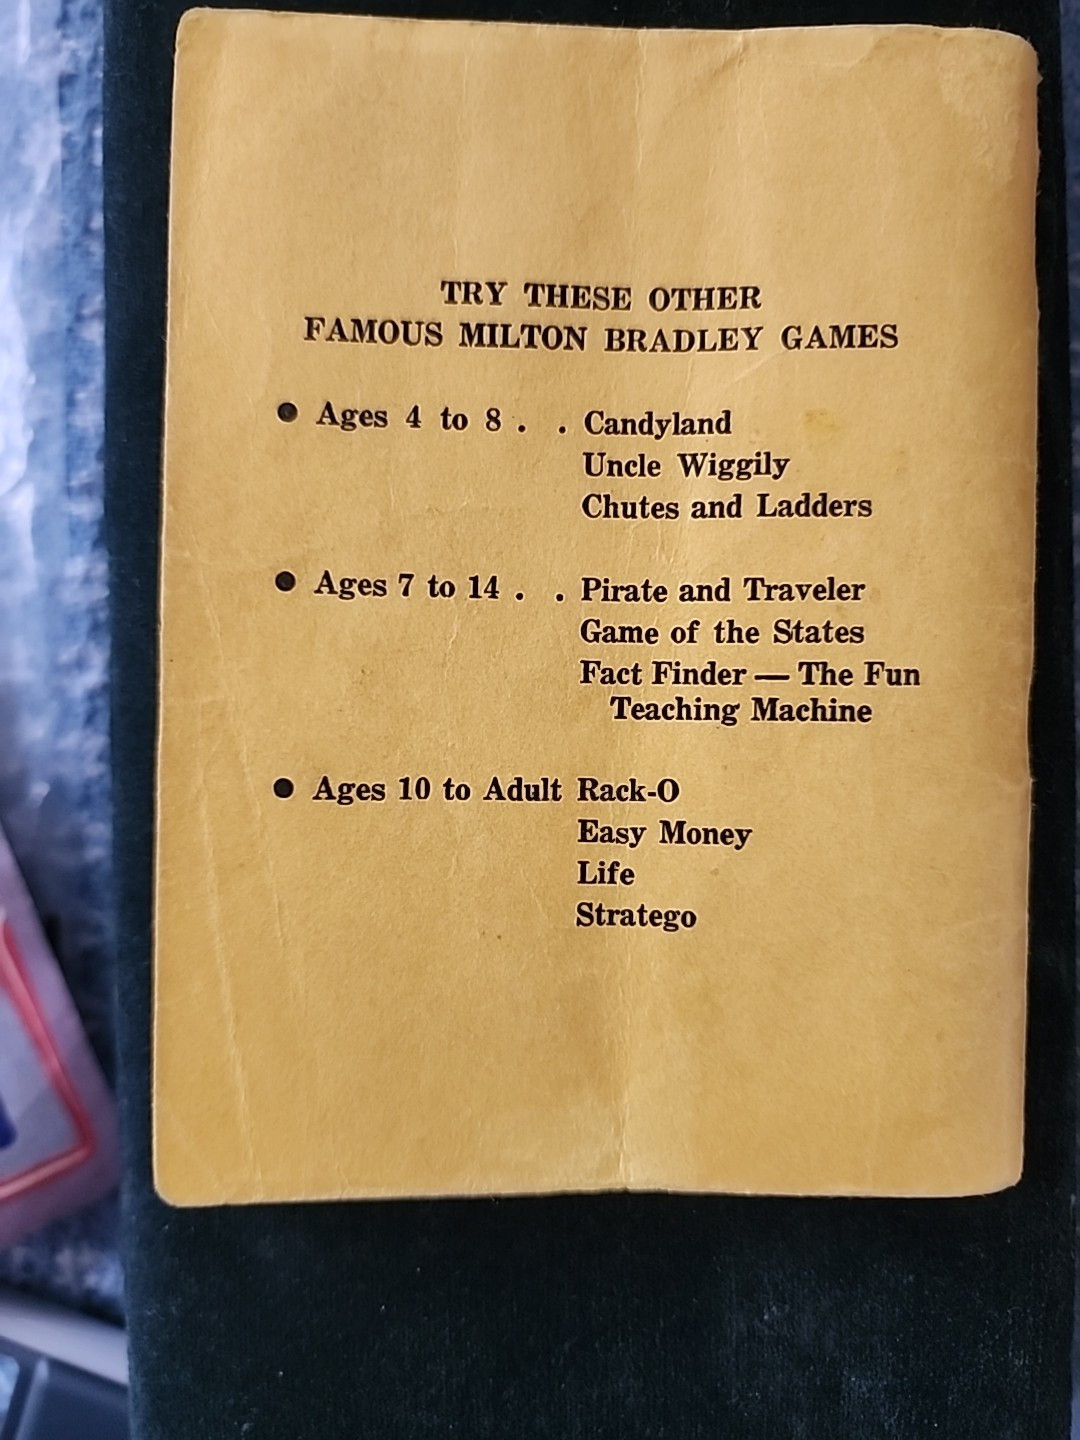 TRY THESE OTHER
FAMOUS MILTON BRADLEY GAMES
● Ages 4 to 8 . . Candyland
Uncle Wiggily
Chutes and Ladders
● Ages 7 to 14 . . Pirate and Traveler
Game of the States
Fact Finder — The Fun
Teaching Machine
● Ages 10 to Adult Rack-O
Easy Money
Life
Stratego